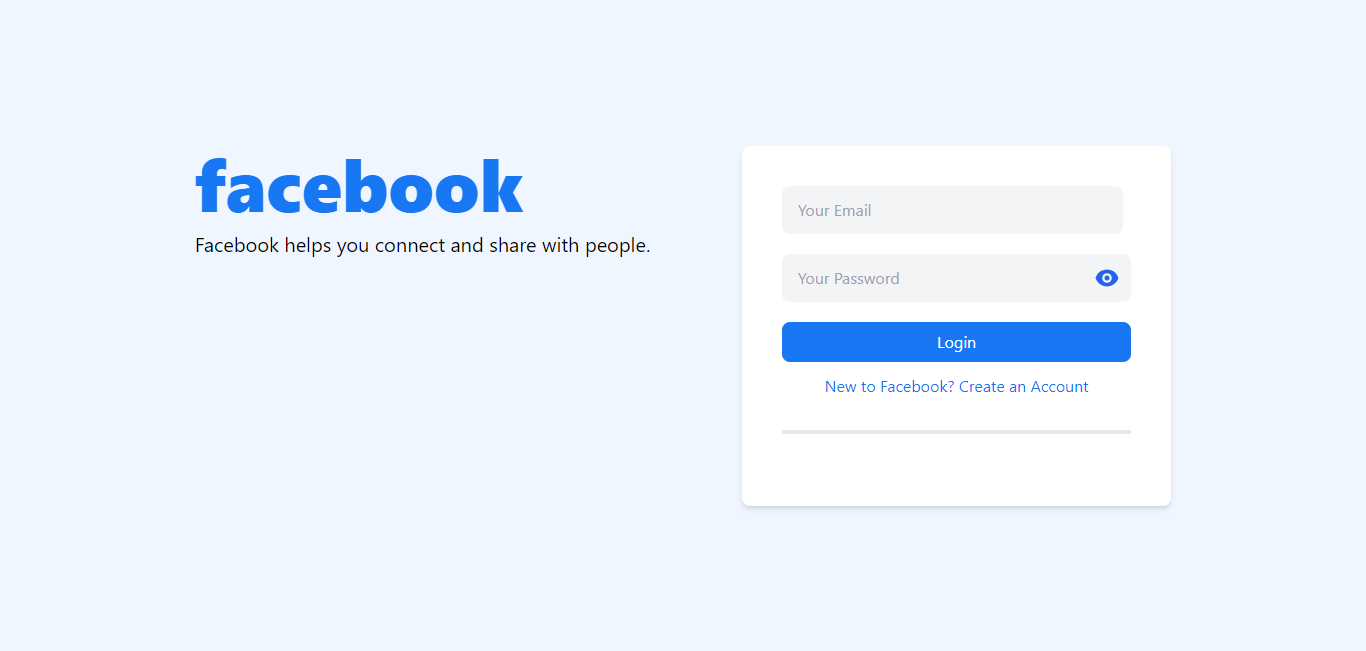 facebook
Facebook helps you connect and share with people.
Your Email
Your Password
Login
New to Facebook? Create an Account